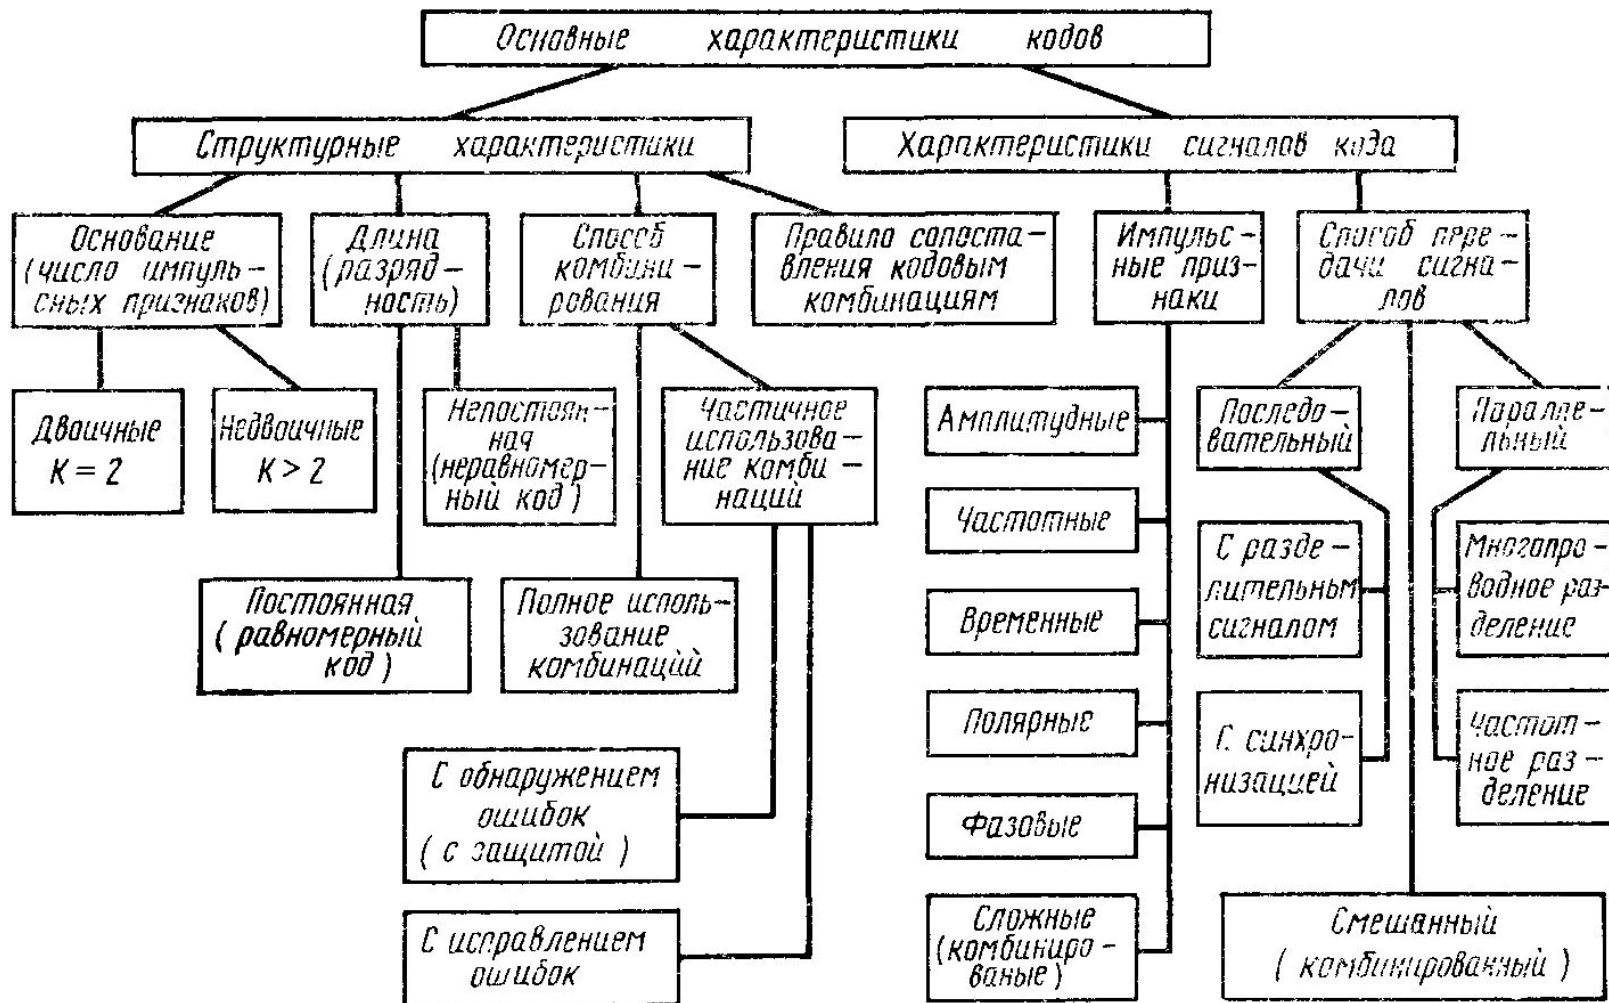 Основные характеристики кодов
Структурные характеристики
Характеристики сигналов кода
Основание
(число импуль-
сных признаков)
Длина
(разряд-
ность)
Способ
комбини-
рования
Правило сопоста-
вления кодовым
комбинациям
Импульс-
ные приз-
наки
Способ пере-
дачи сигна-
лов
Двоичные
К = 2
Недвоичные
К > 2
Непостоян-
ная
(неравномер-
ный код)
Частичное
использова-
ние комби-
наций
Амплитудные
Последо-
вательный
Паралле-
льный
Частотные
С разде-
лительным
сигналом
Многопро-
водное раз-
деление
Постоянная
(равномерный
код)
Полное исполь-
зование
комбинаций
Временные
Полярные
С синхро-
низацией
Частот-
ное раз-
деление
С обнаружением
ошибок
(с защитой)
Фазовые
С исправлением
ошибок
Сложные
(комбиниро-
ваные)
Смешанный
(комбинированный)